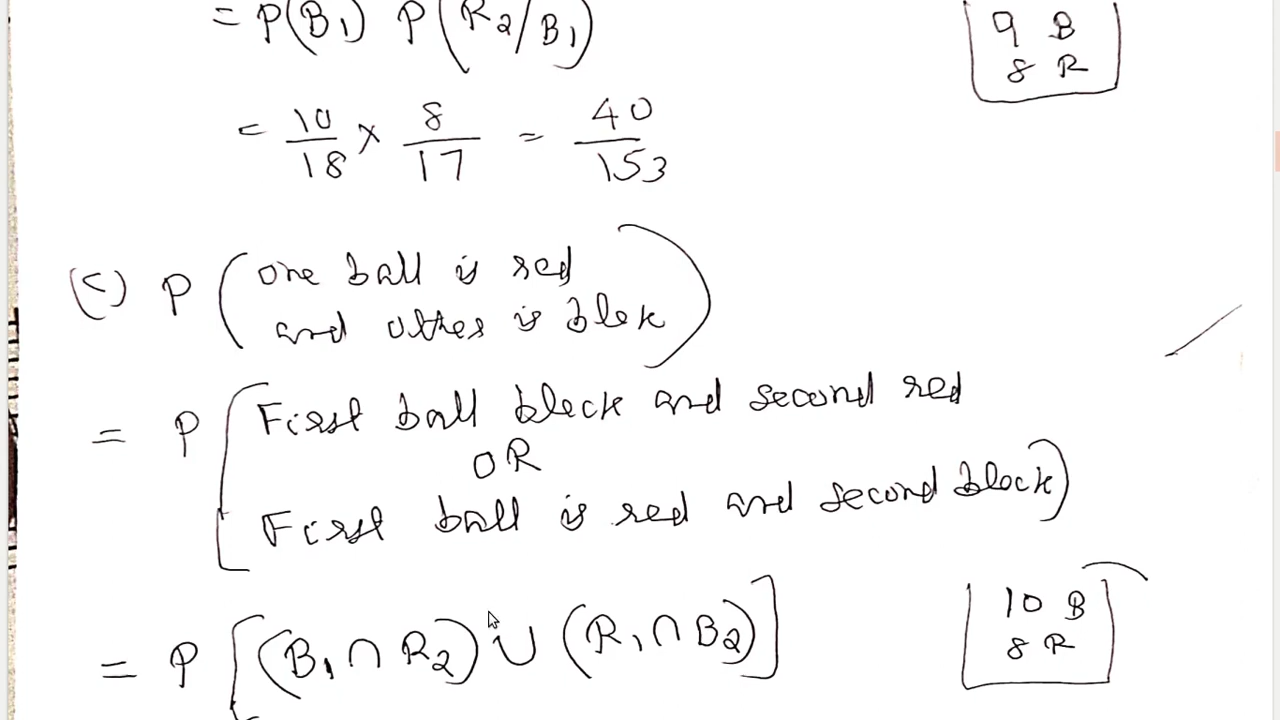 = P(B₁) P(R₂/B₁)
9 B
8 R
= 10/18 × 8/17 = 40/153
(c) P (one ball is red
and other is blck)
= P [First ball black and second red
OR
First ball is red and second black)
= P [(B₁ ∩ R₂) ∪ (R₁ ∩ B₂)]
10 B
8 R